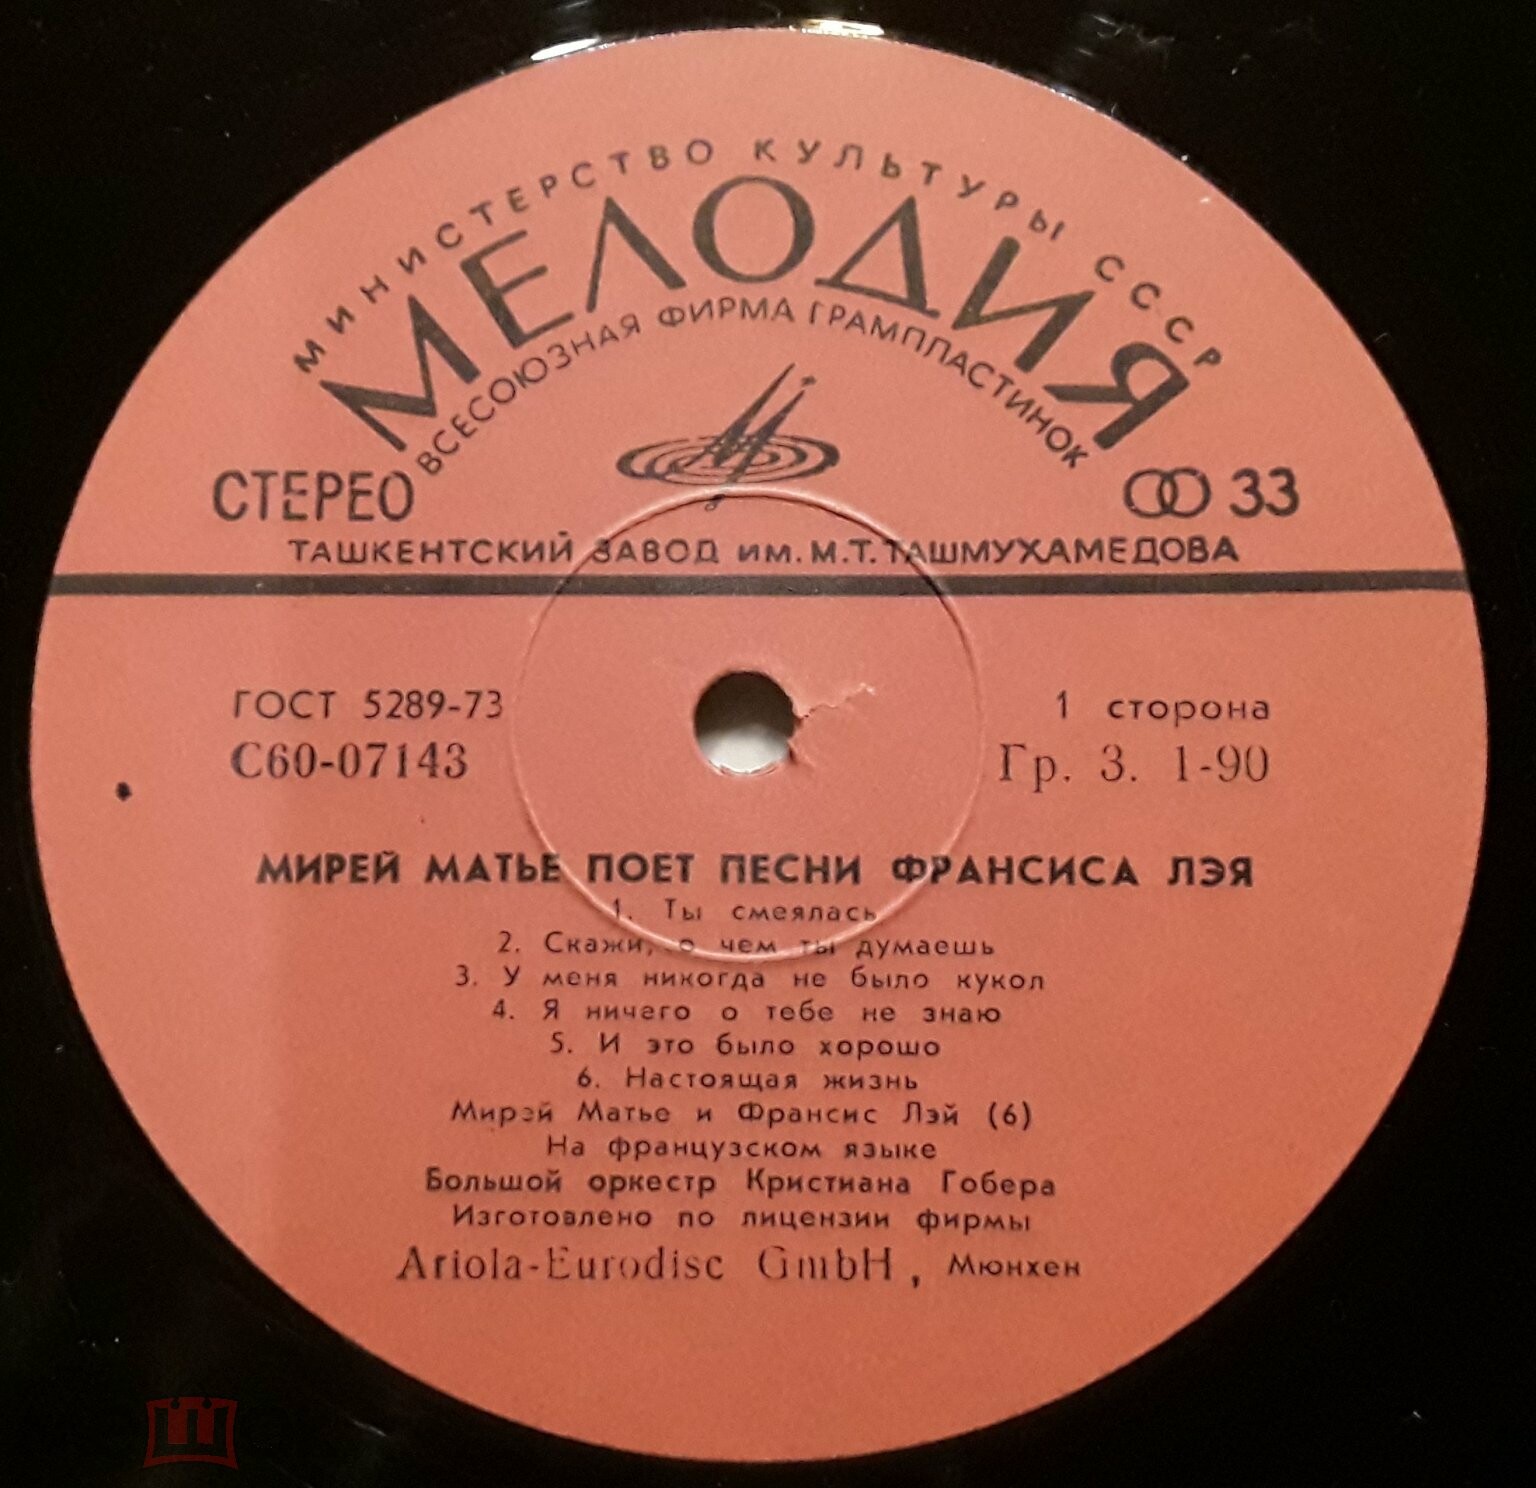 МИНИСТЕРСТВО КУЛЬТУРЫ СССР
МЕЛОДИЯ
ВСЕСОЮЗНАЯ ФИРМА ГРАМПЛАСТИНОК
СТЕРЕО
33
ТАШКЕНТСКИЙ ЗАВОД ИМ. М.Т. ТАШМУХАМЕДОВА
ГОСТ 5289-73
1 сторона
С60-07143
Гр. 3. 1-90
МИРЕЙ МАТЬЕ ПОЕТ ПЕСНИ ФРАНСИСА ЛЭЯ
1. Ты смеялась
2. Скажи, о чем ты думаешь
3. У меня никогда не было кукол
4. Я ничего о тебе не знаю
5. И это было хорошо
6. Настоящая жизнь
Мирэй Матье и Франсис Лэй (6)
На французском языке
Большой оркестр Кристиана Гобера
Изготовлено по лицензии фирмы
Ariola-Eurodisc GmbH, Мюнхен